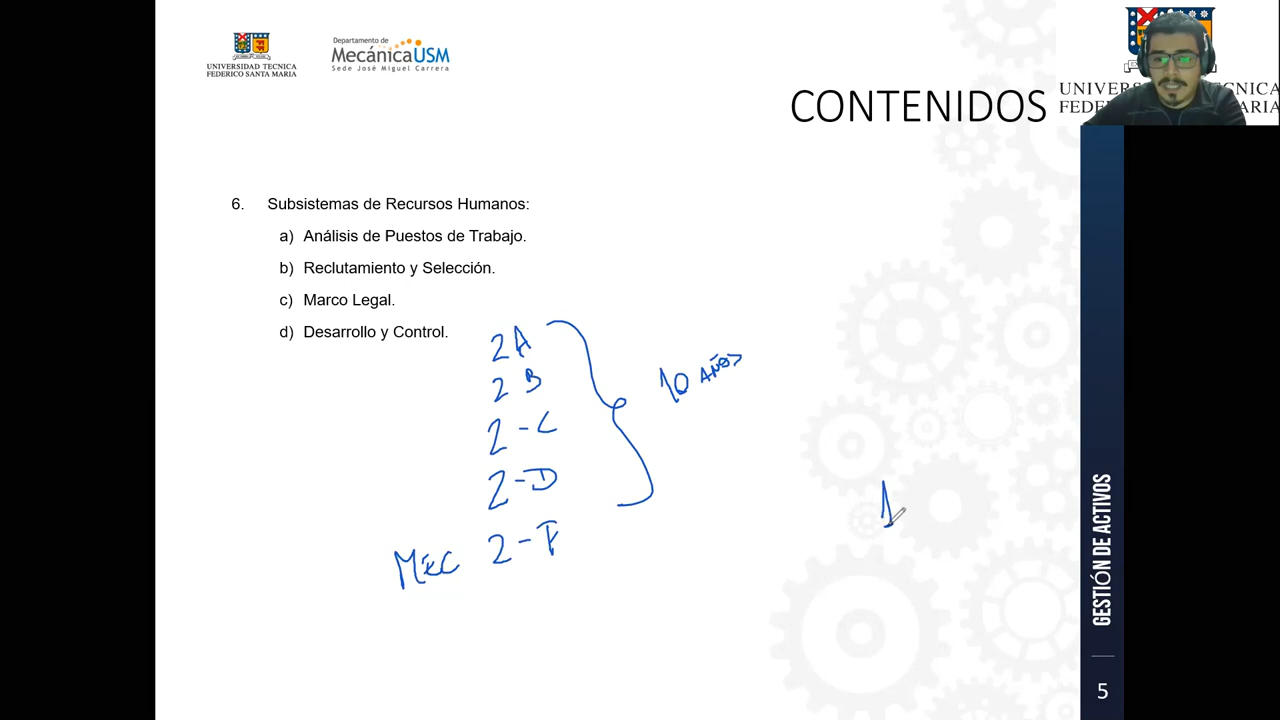 UNIVERSIDAD TECNICA
FEDERICO SANTA MARIA
Departamento de
MecánicaUSM
Sede José Miguel Carrera
CONTENIDOS
6. Subsistemas de Recursos Humanos:
a) Análisis de Puestos de Trabajo.
b) Reclutamiento y Selección.
c) Marco Legal.
d) Desarrollo y Control.
2A
2B
2-C
2-D
MEC 2-F
10 AÑOS
1
GESTIÓN DE ACTIVOS
5